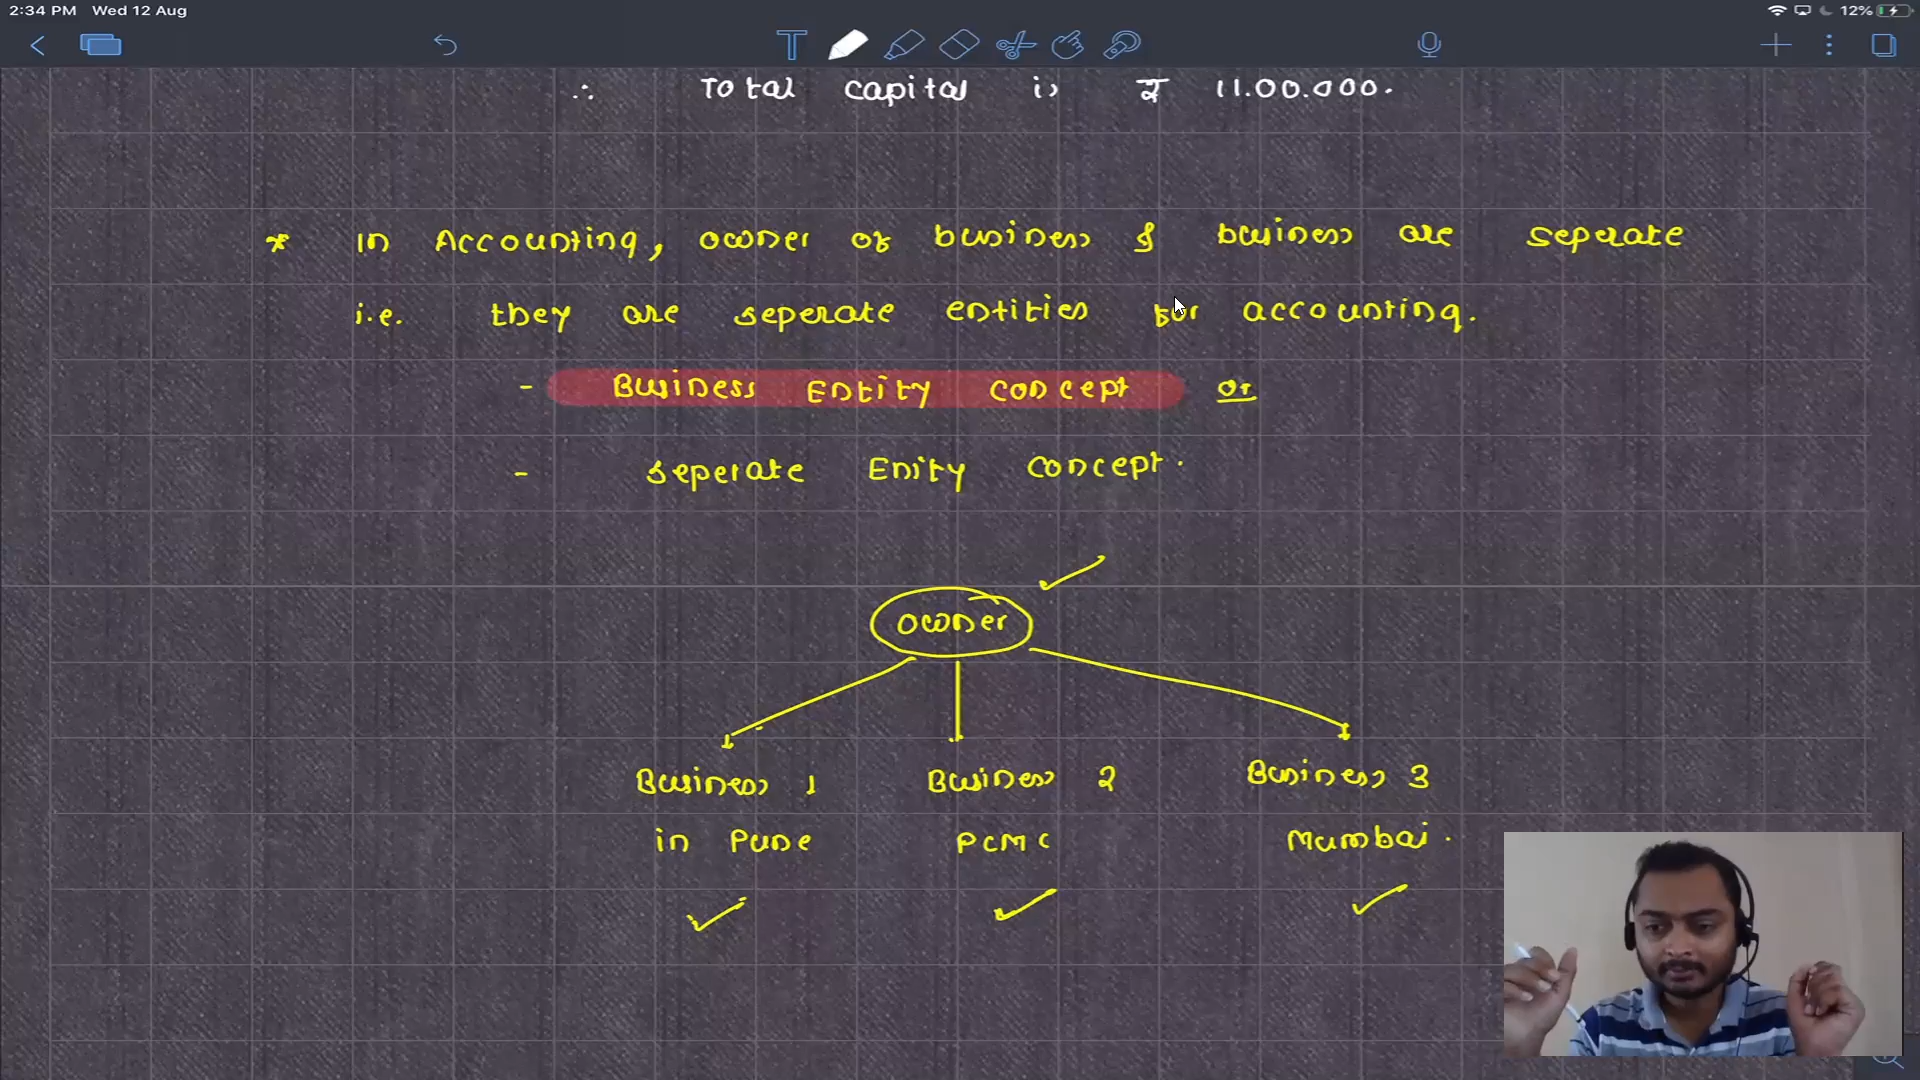 2:34 PM Wed 12 Aug 12%
∴ Total capital is ₹ 11.00.000.
* In Accounting, owner of business & business are seperate
i.e. they are seperate entities for accounting.
- Business Entity concept or
- seperate Enity concept.
owner
Business 1 Business 2 Business 3
in Pune PCMC Mumbai.